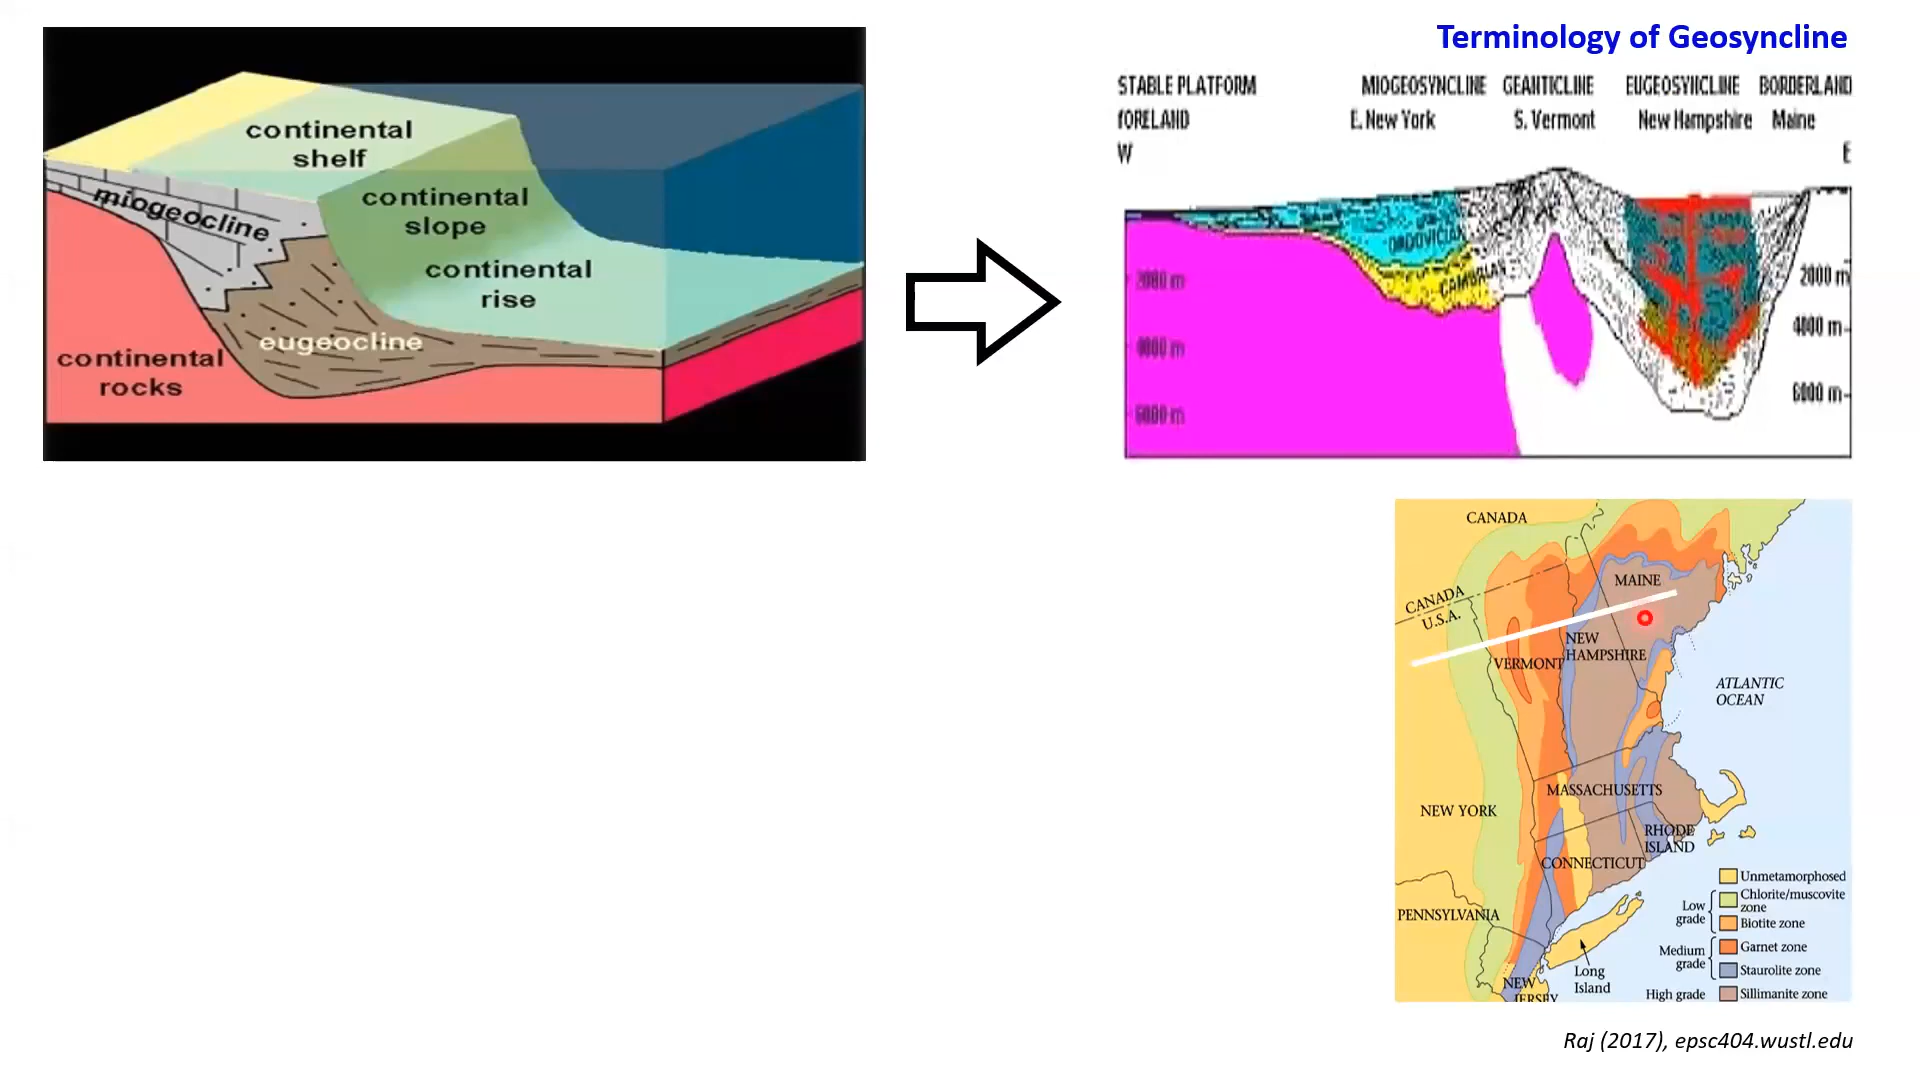 Terminology of Geosyncline
continental
shelf
continental
slope
continental
rise
miogeocline
eugeocline
continental
rocks
STABLE PLATFORM
MIOGEOSYNCLINE
GEANTICLINE
EUGEOSYNCLINE
BORDERLAND
fORELAND
E. New York
S. Vermont
New Hampshire
Maine
W
E
ORDOVICIAN
CAMBRIAN
2000 m
4000 m
6000 m
2000 m
4000 m
6000 m
CANADA
MAINE
CANADA
U.S.A.
NEW
HAMPSHIRE
VERMONT
ATLANTIC
OCEAN
MASSACHUSETTS
NEW YORK
RHODE
ISLAND
CONNECTICUT
PENNSYLVANIA
Long
Island
NEW
JERSEY
Unmetamorphosed
Low
grade
Chlorite/muscovite
zone
Biotite zone
Medium
grade
Garnet zone
Staurolite zone
High grade
Sillimanite zone
Raj (2017), epsc404.wustl.edu